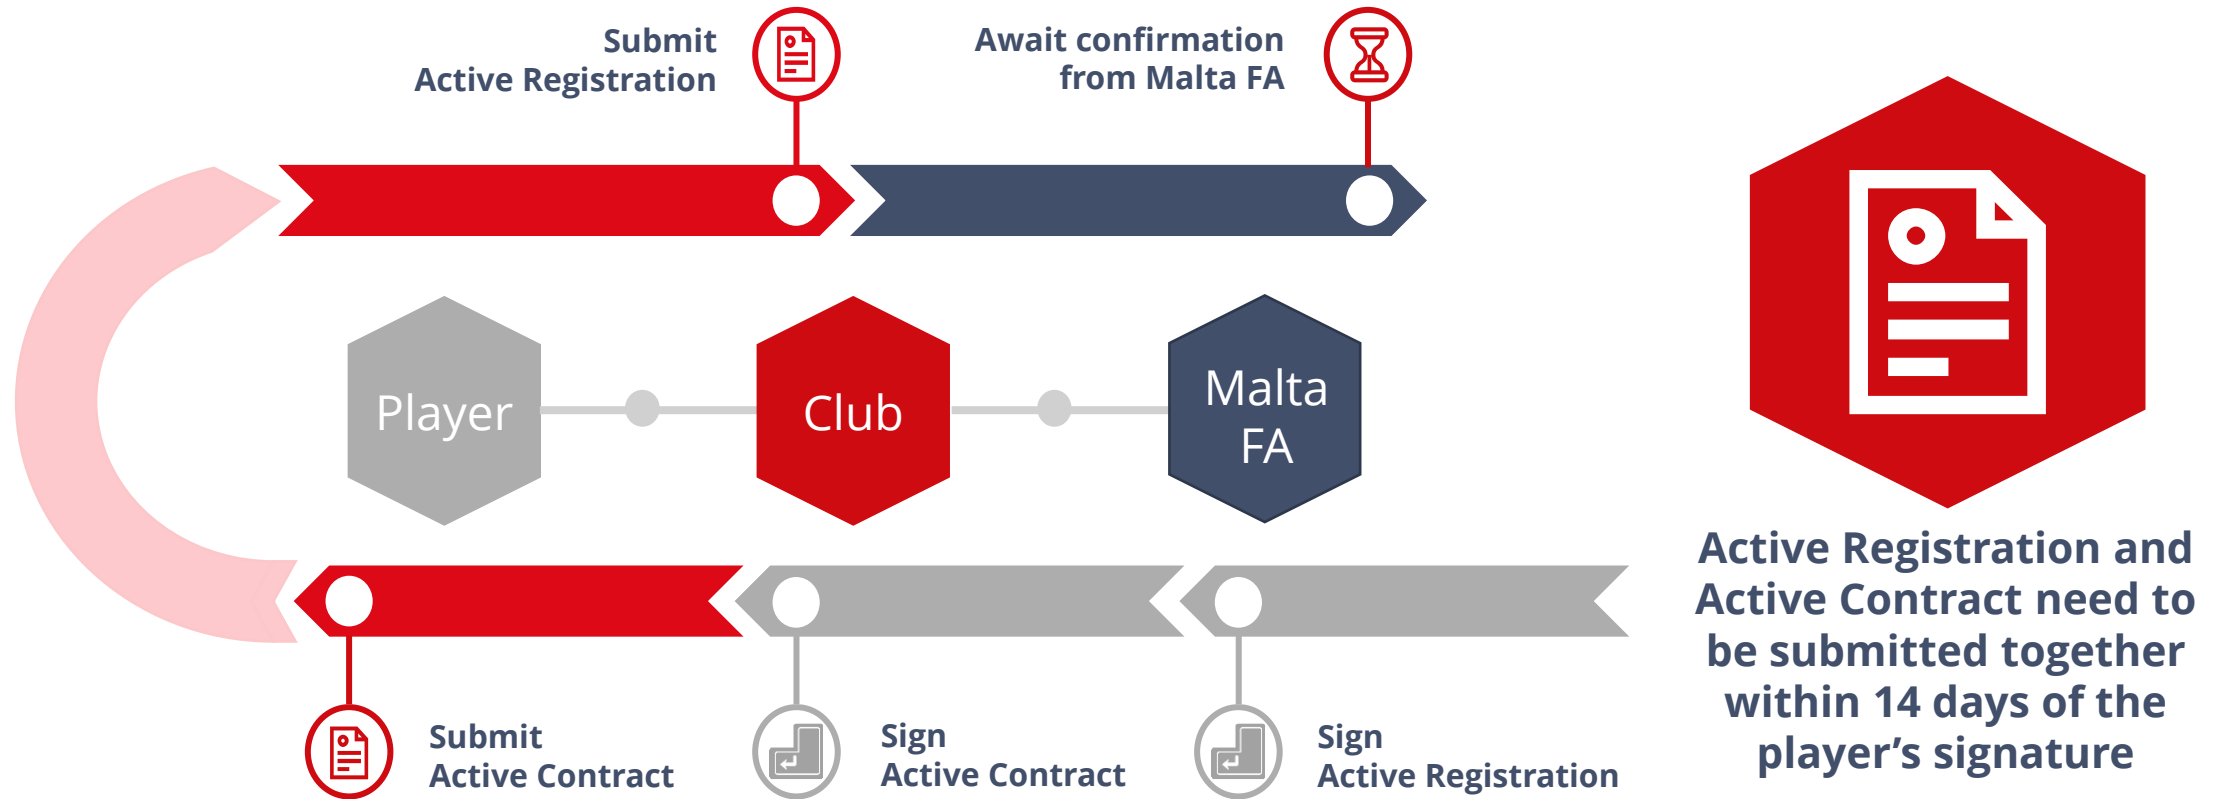 Submit
Active Registration
Await confirmation
from Malta FA
Player
Club
Malta
FA
Submit
Active Contract
Sign
Active Contract
Sign
Active Registration
Active Registration and
Active Contract need to
be submitted together
within 14 days of the
player’s signature